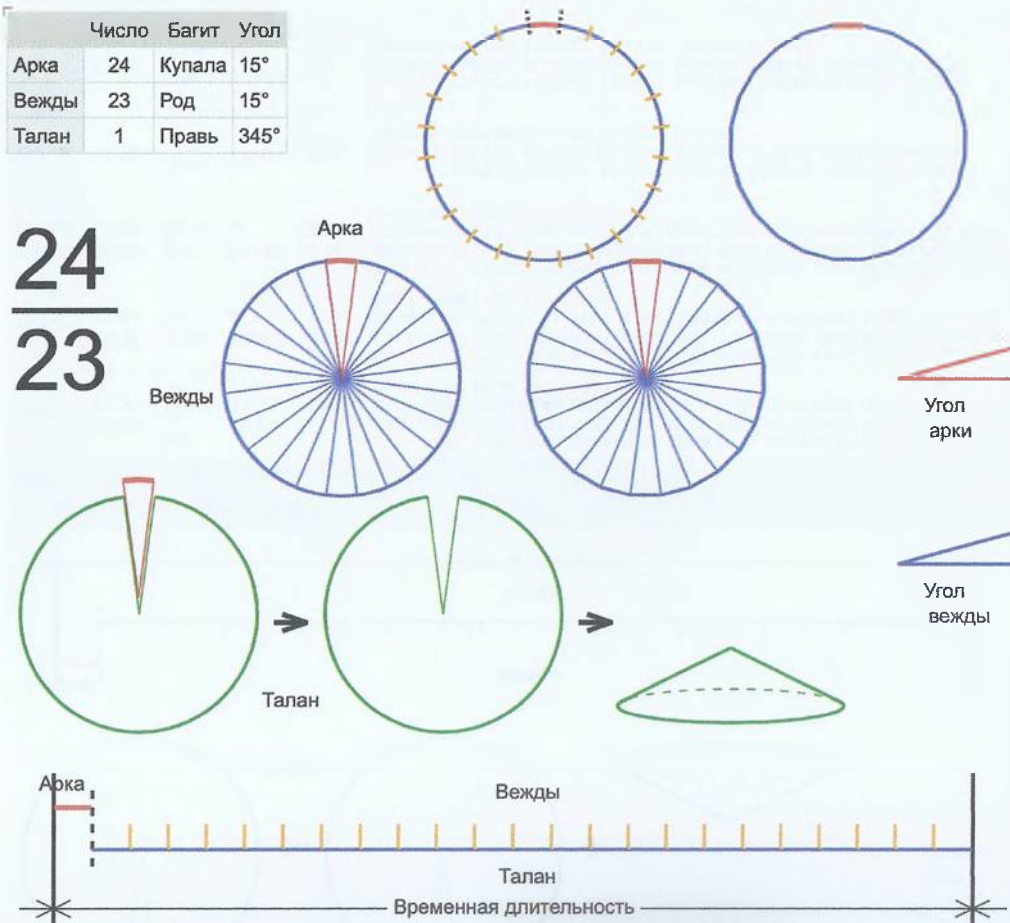 Число Багит Угол
Арка 24 Купала 15°
Вежды 23 Род 15°
Талан 1 Правь 345°
24
23
Арка
Вежды
Угол
арки
Угол
вежды
Талан
Арка
Вежды
Талан
Временная длительность